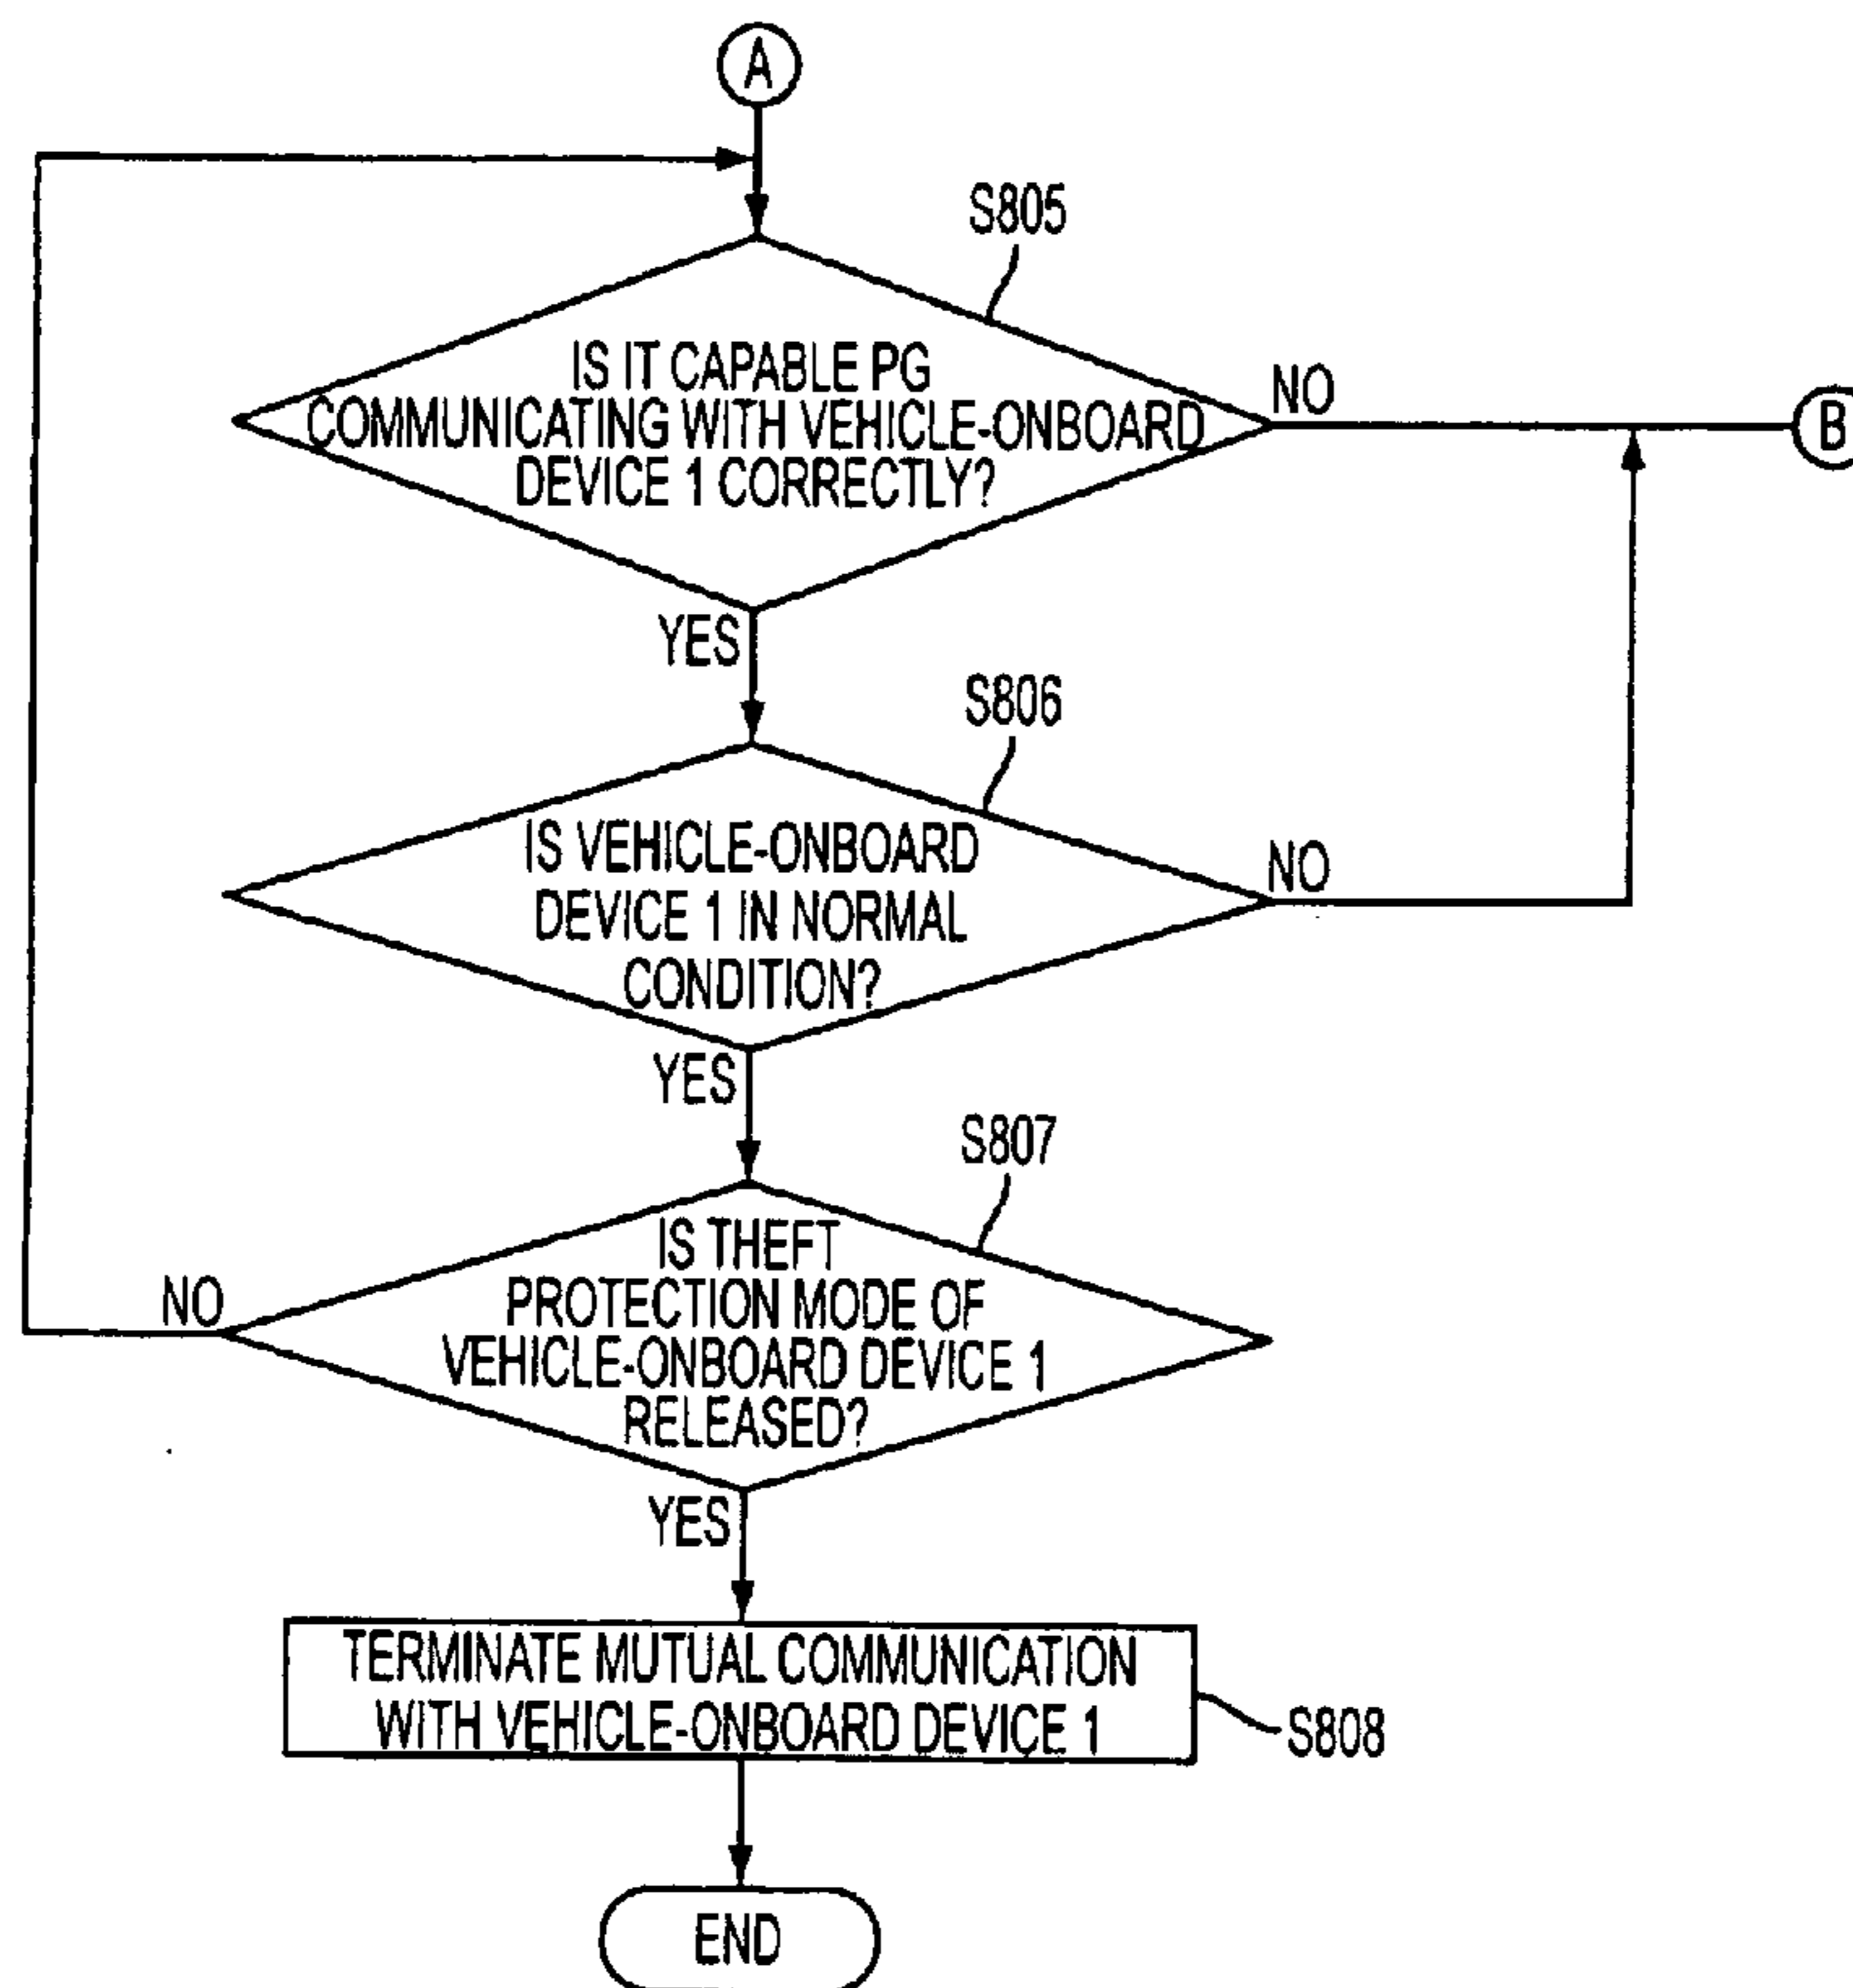 A
S805
IS IT CAPABLE PG
COMMUNICATING WITH VEHICLE-ONBOARD
DEVICE 1 CORRECTLY?
NO
B
YES
S806
IS VEHICLE-ONBOARD
DEVICE 1 IN NORMAL
CONDITION?
NO
YES
S807
IS THEFT
PROTECTION MODE OF
VEHICLE-ONBOARD DEVICE 1
RELEASED?
NO
YES
TERMINATE MUTUAL COMMUNICATION
WITH VEHICLE-ONBOARD DEVICE 1
S808
END